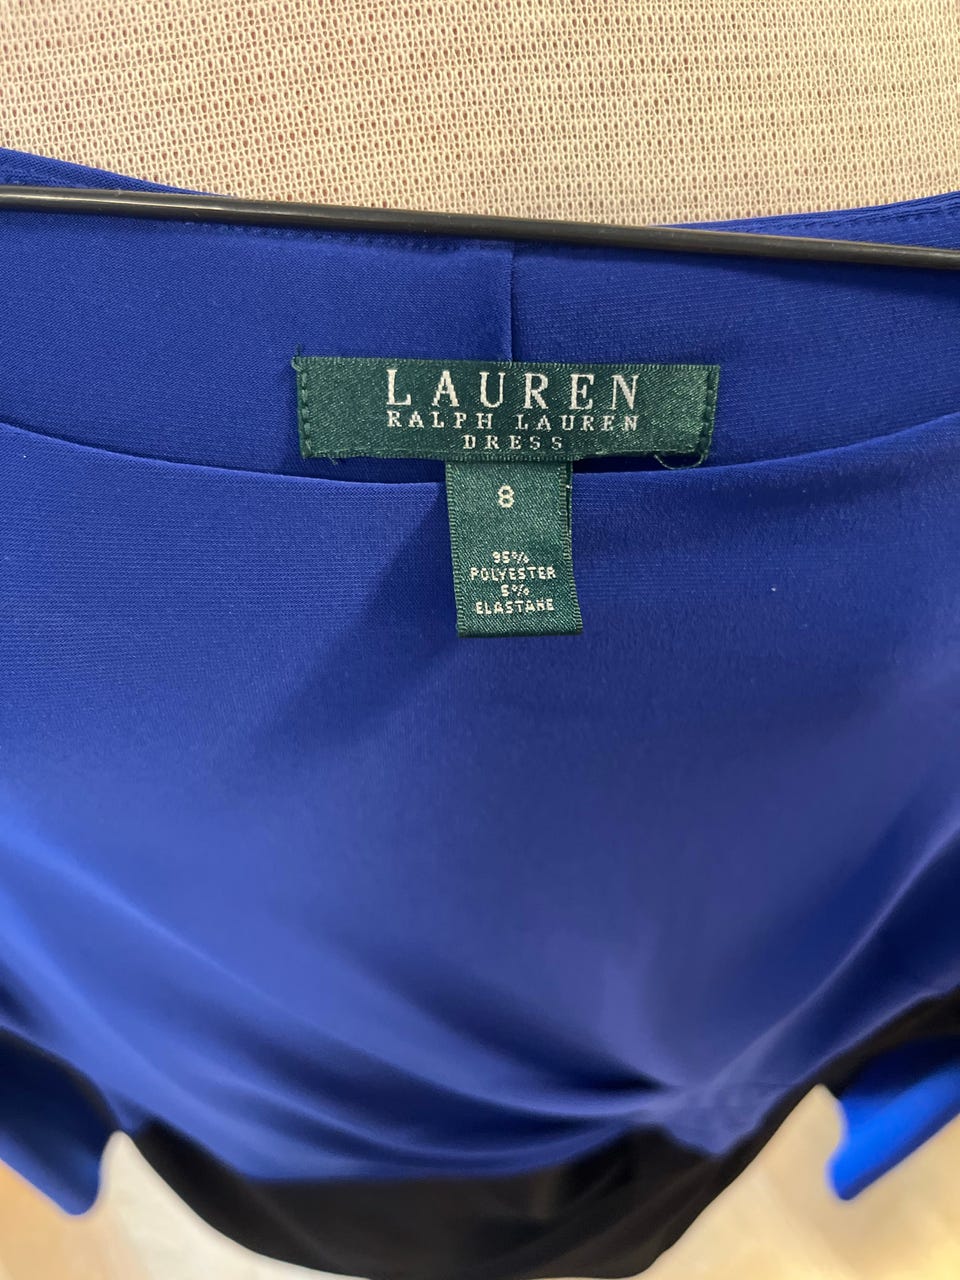 LAUREN
RALPH LAUREN
DRESS
8
95%
POLYESTER
5%
ELASTANE